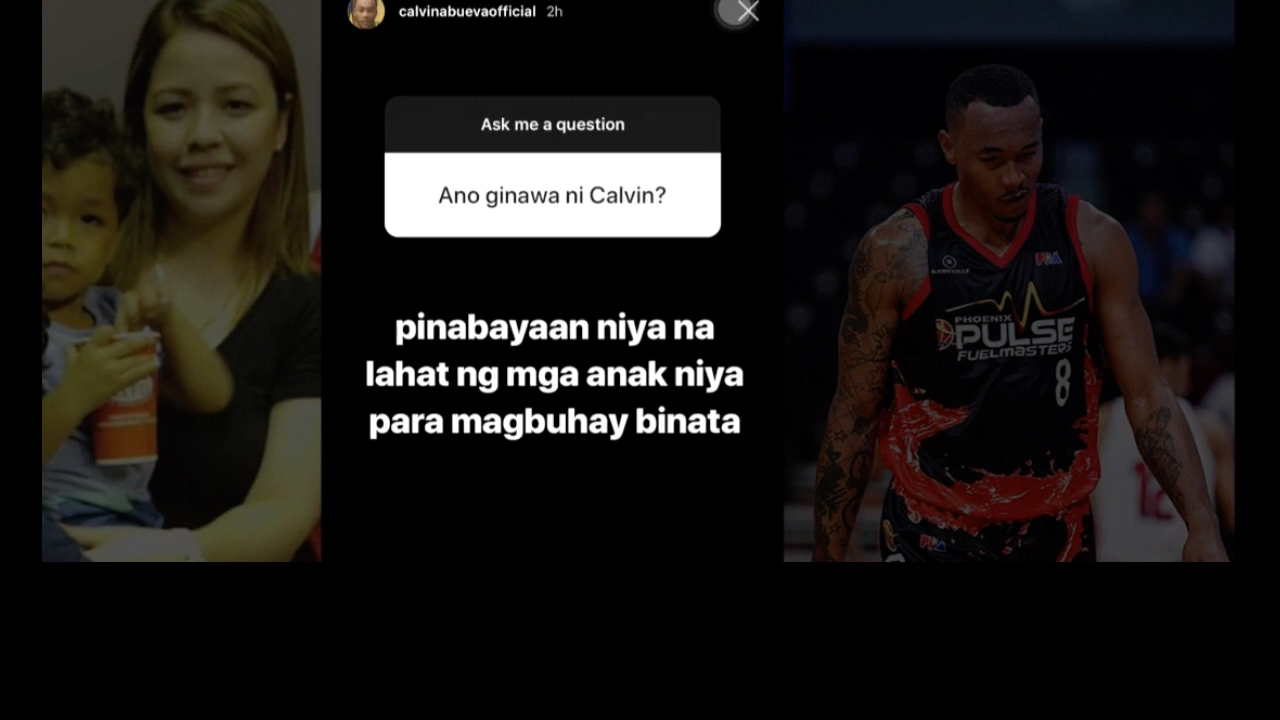 calvinabuevaofficial 2h
Ask me a question
Ano ginawa ni Calvin?
pinabayaan niya na
lahat ng mga anak niya
para magbuhay binata
PHOENIX
PULSE
FUELMASTERS
8